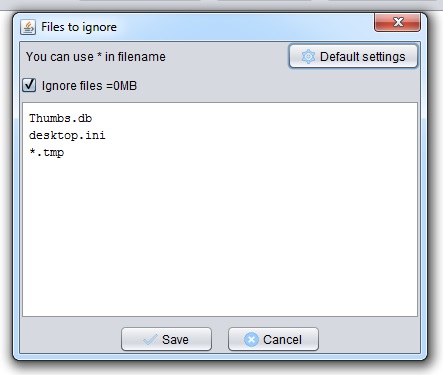 Files to ignore
You can use * in filename
Default settings
Ignore files =0MB
Thumbs.db
desktop.ini
*.tmp
Save
Cancel